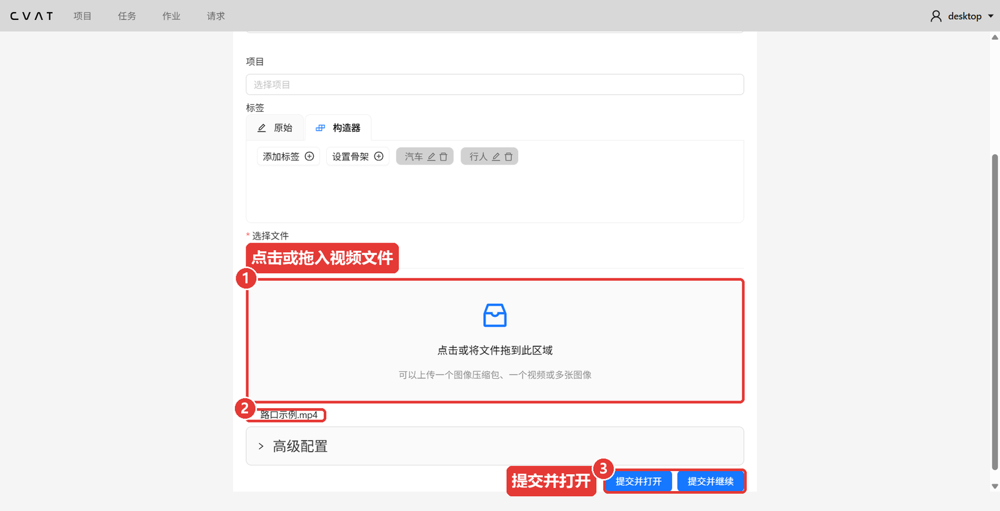 CVAT 项目 任务 作业 请求 desktop
项目
选择项目
标签
原始 构造器
添加标签 设置骨架 汽车 行人
* 选择文件
点击或拖入视频文件
1
点击或将文件拖到此区域
可以上传一个图像压缩包、一个视频或多张图像
2
路口示例.mp4
高级配置
3
提交并打开 提交并打开 提交并继续